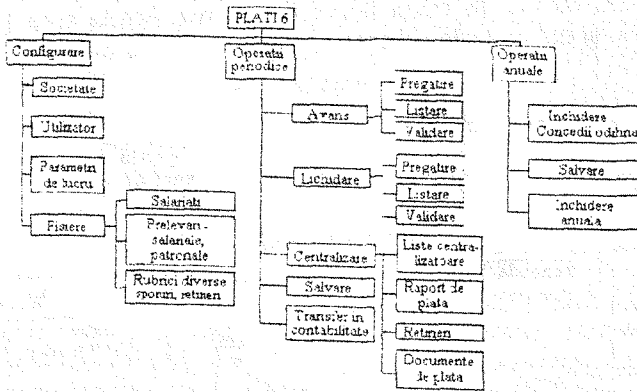 PLATI 6
Configurare
Operatii
periodice
Operatii
anuale
Societate
Utilizator
Parametri
de lucru
Fisiere
Salariati
Prelevari
salariale,
patronale
Rubrici diverse
sporuri, retineri
Avans
Pregatire
Listare
Validare
Lichidare
Pregatire
Listare
Validare
Centralizare
Liste centra-
lizatoare
Raport de
plata
Retineri
Documente
de plata
Salvare
Transfer in
contabilitate
Inchidere
Concedii odihna
Salvare
Inchidere
anuala